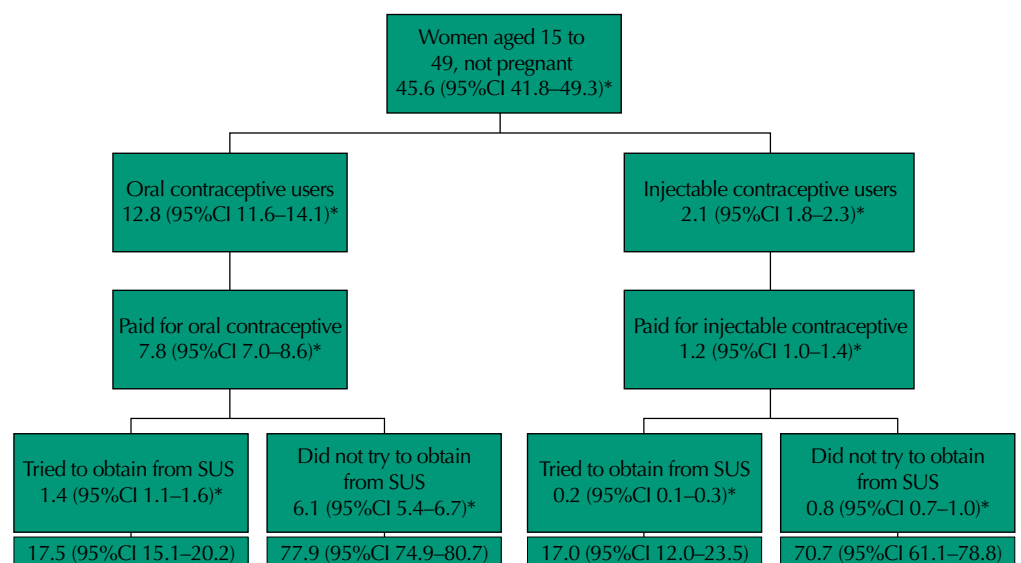 Women aged 15 to
49, not pregnant
45.6 (95%CI 41.8–49.3)*
Oral contraceptive users
12.8 (95%CI 11.6–14.1)*
Injectable contraceptive users
2.1 (95%CI 1.8–2.3)*
Paid for oral contraceptive
7.8 (95%CI 7.0–8.6)*
Paid for injectable contraceptive
1.2 (95%CI 1.0–1.4)*
Tried to obtain from SUS
1.4 (95%CI 1.1–1.6)*
Did not try to obtain
from SUS
6.1 (95%CI 5.4–6.7)*
Tried to obtain from SUS
0.2 (95%CI 0.1–0.3)*
Did not try to obtain
from SUS
0.8 (95%CI 0.7–1.0)*
17.5 (95%CI 15.1–20.2)
77.9 (95%CI 74.9–80.7)
17.0 (95%CI 12.0–23.5)
70.7 (95%CI 61.1–78.8)